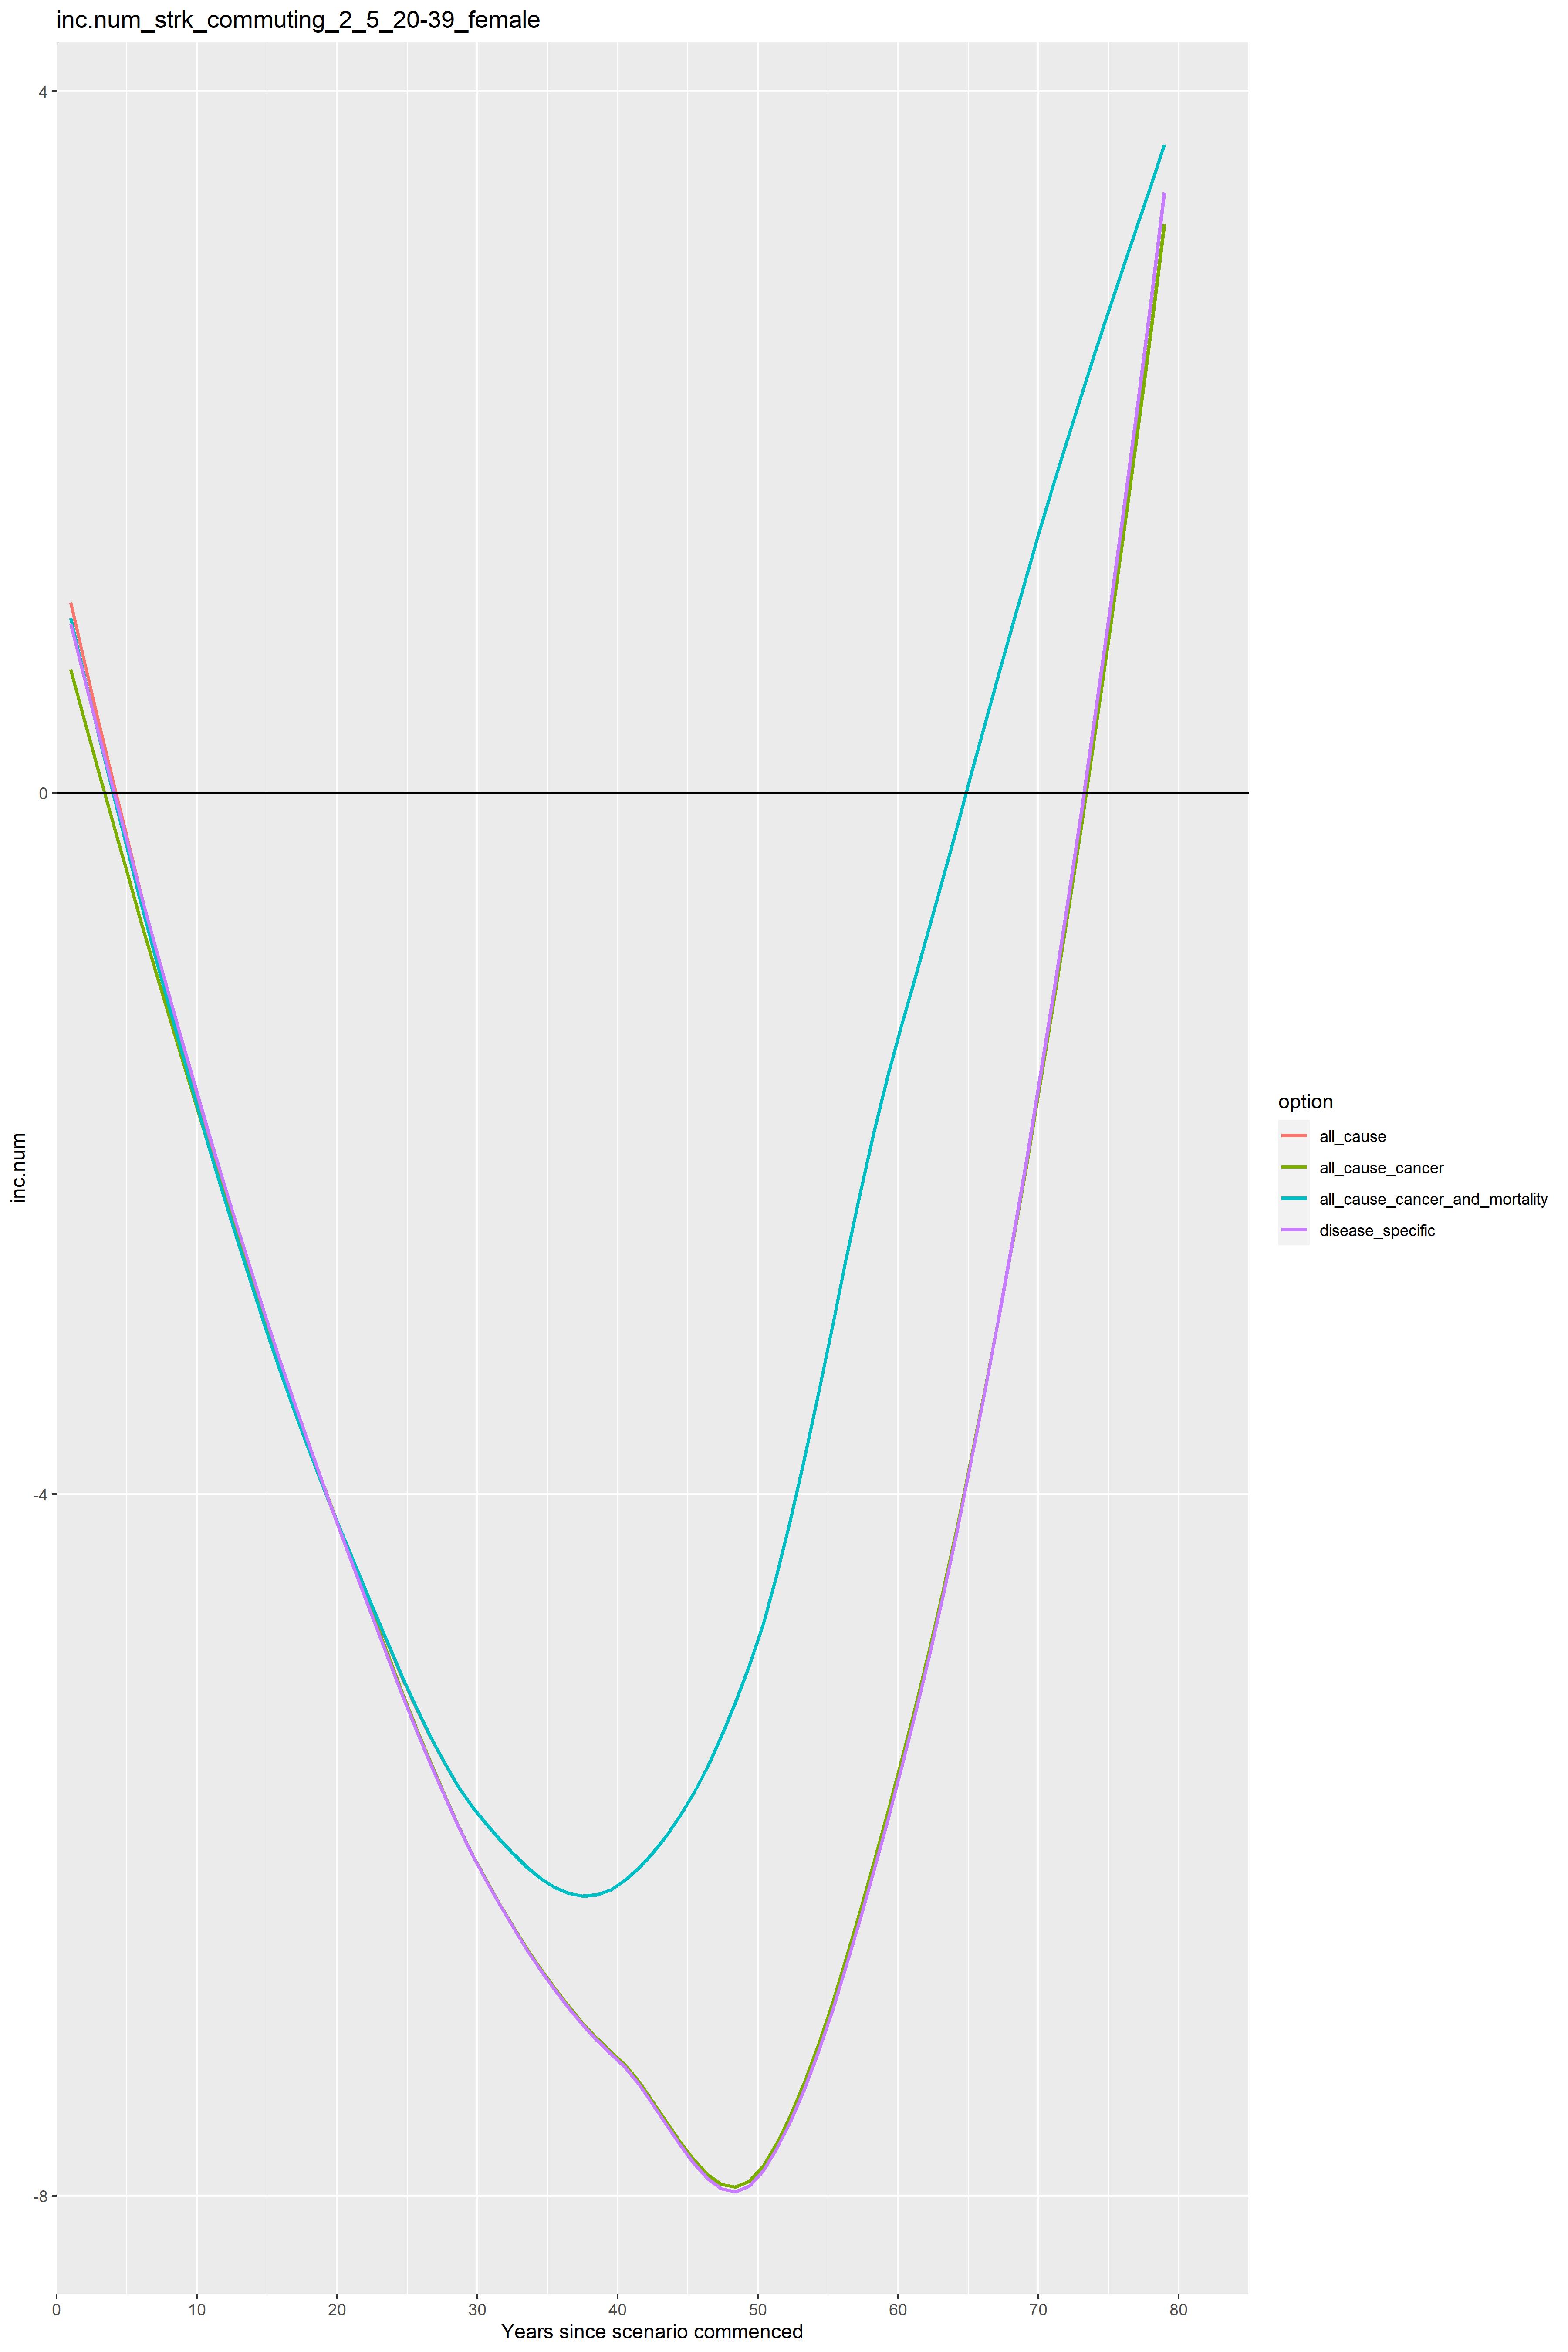 inc.num_strk_commuting_2_5_20-39_female
4
0
-4
-8
inc.num
0 10 20 30 40 50 60 70 80
Years since scenario commenced
option
all_cause
all_cause_cancer
all_cause_cancer_and_mortality
disease_specific